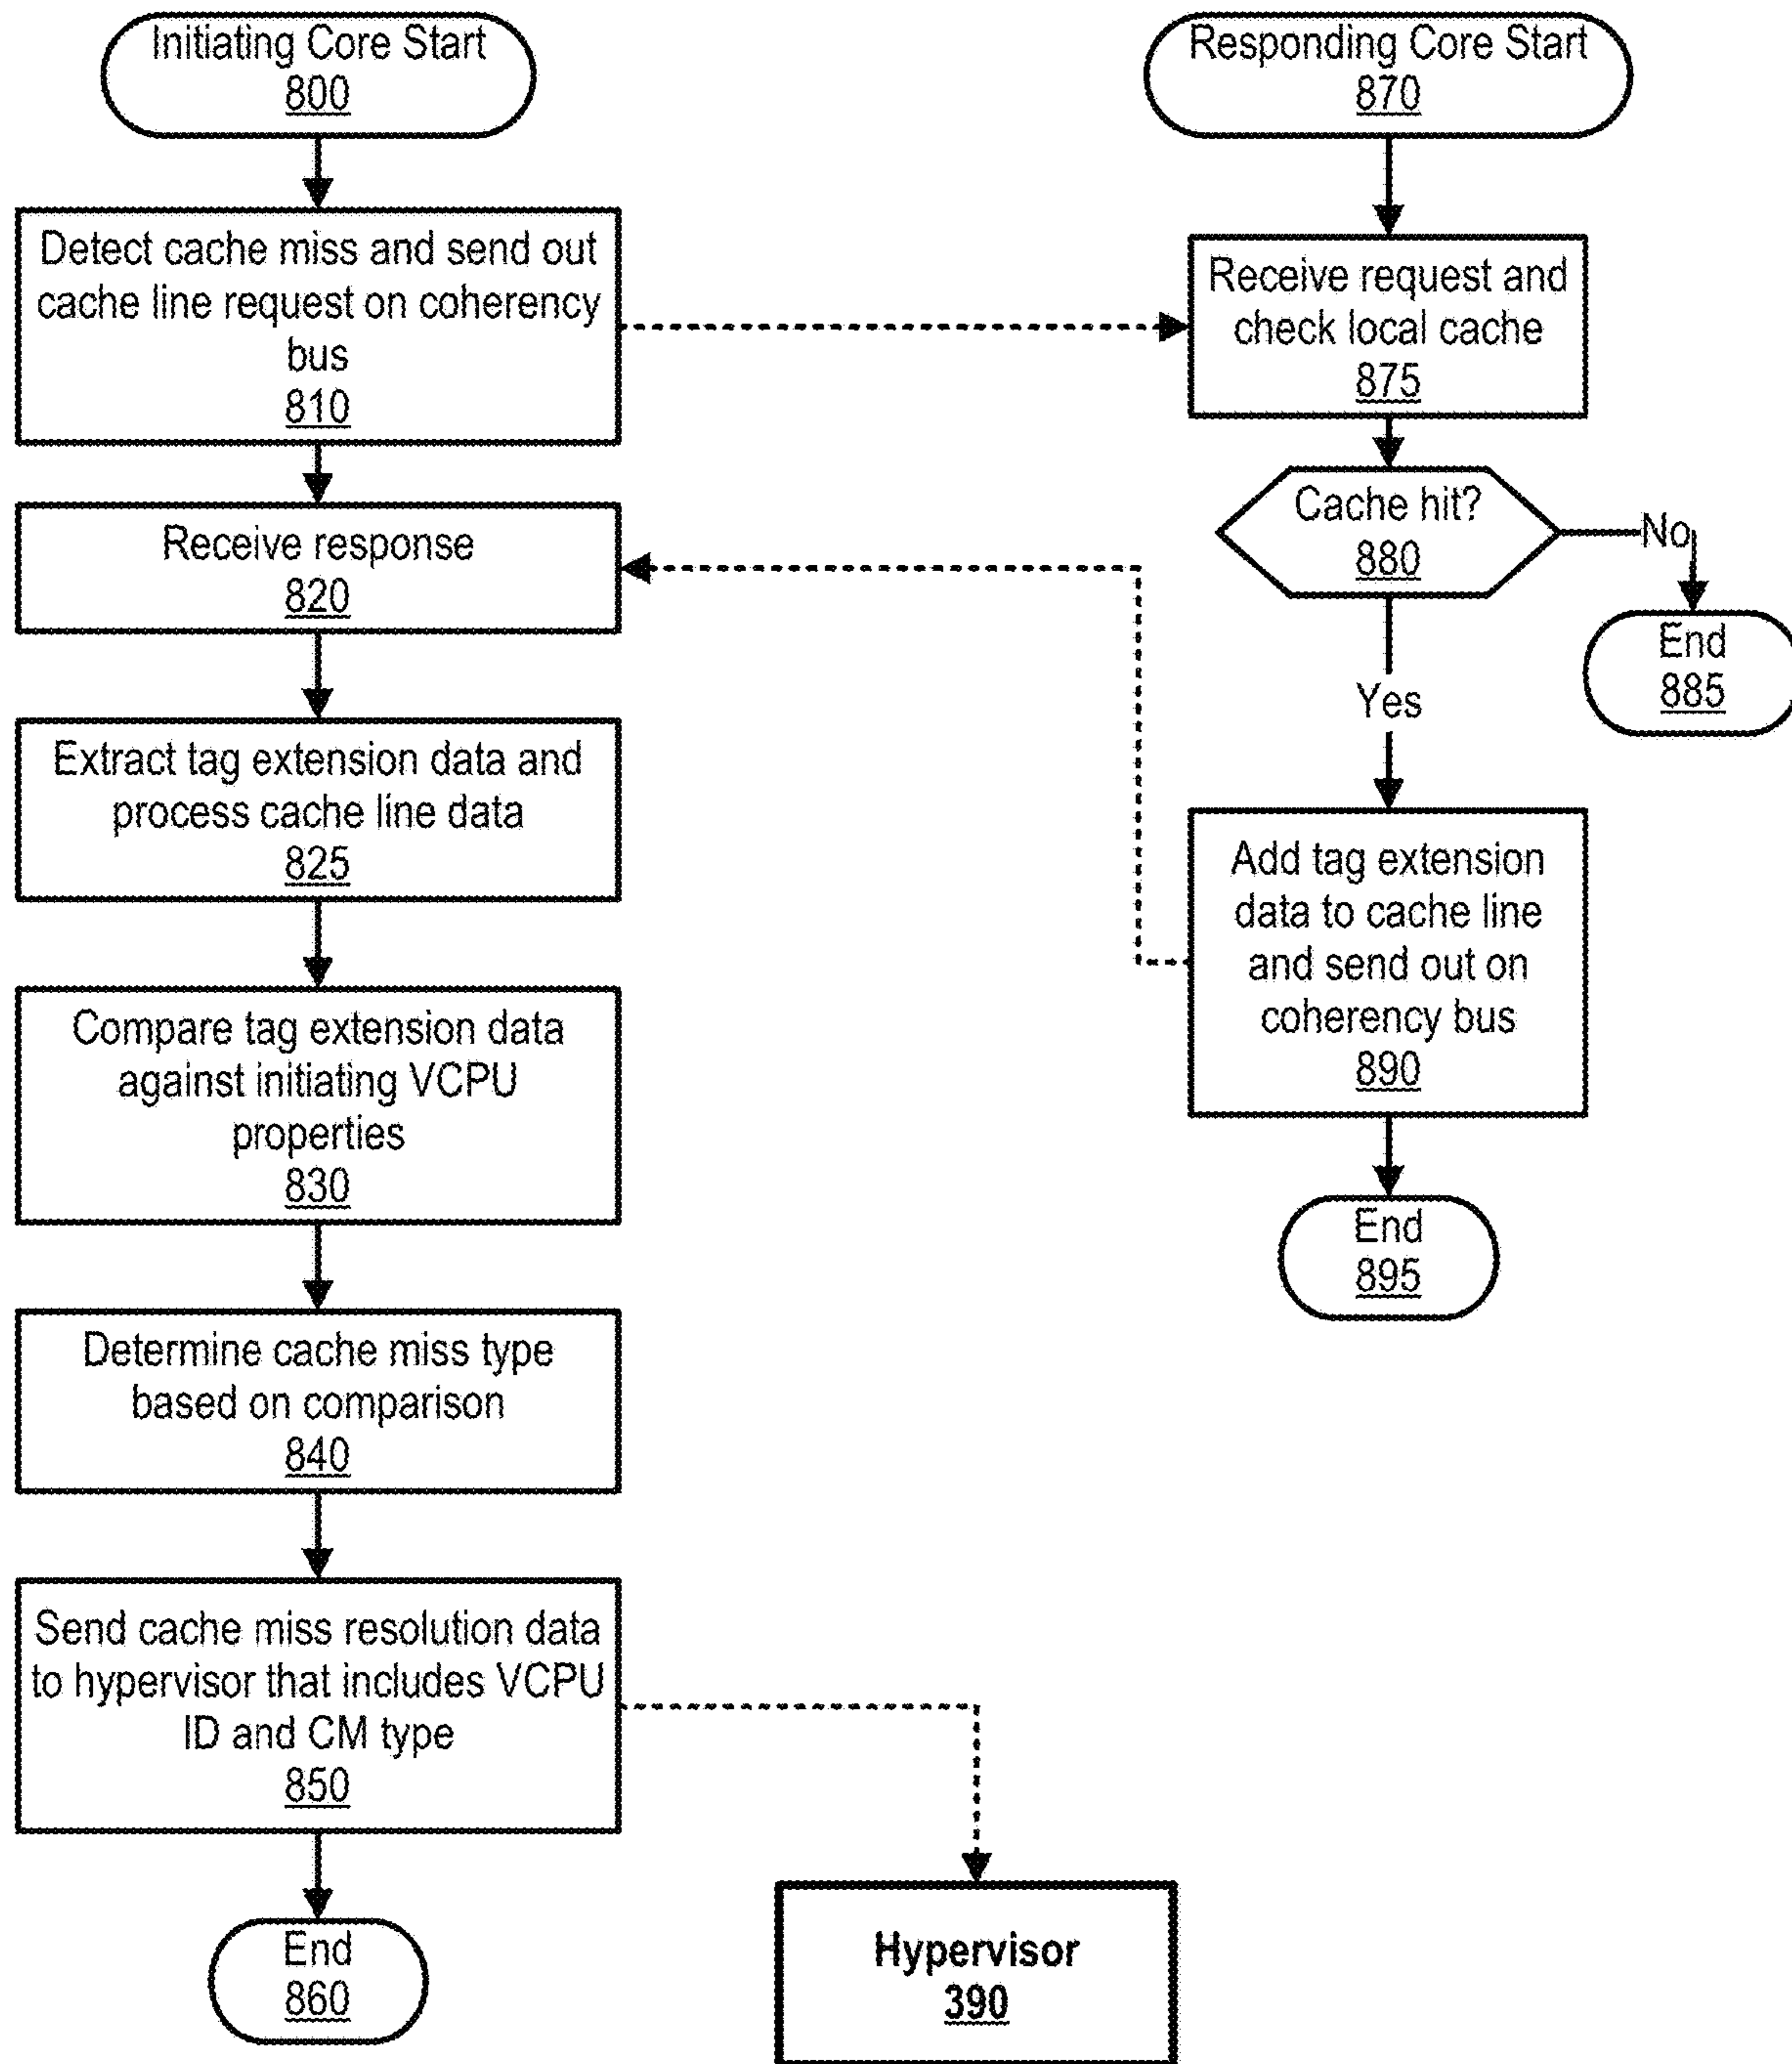 Initiating Core Start
800
Detect cache miss and send out
cache line request on coherency
bus
810
Receive response
820
Extract tag extension data and
process cache line data
825
Compare tag extension data
against initiating VCPU
properties
830
Determine cache miss type
based on comparison
840
Send cache miss resolution data
to hypervisor that includes VCPU
ID and CM type
850
End
860
Hypervisor
390
Responding Core Start
870
Receive request and
check local cache
875
Cache hit?
880
No
End
885
Yes
Add tag extension
data to cache line
and send out on
coherency bus
890
End
895